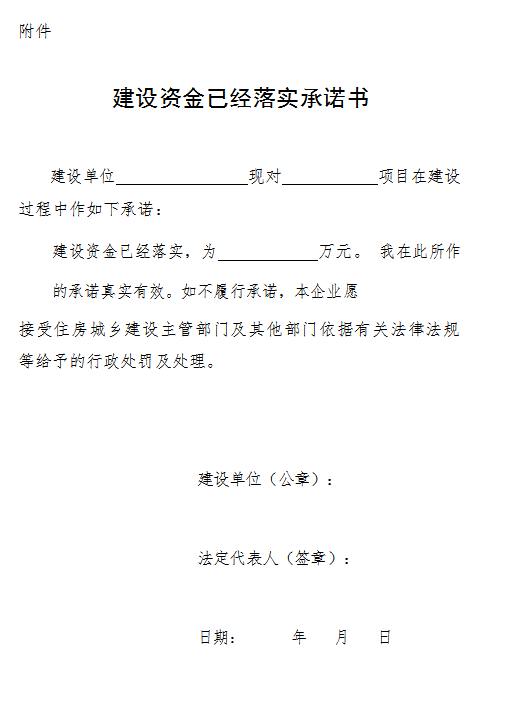 附件
建设资金已经落实承诺书
建设单位________________现对____________项目在建设
过程中作如下承诺：
建设资金已经落实，为____________万元。 我在此所作
的承诺真实有效。如不履行承诺，本企业愿
接受住房城乡建设主管部门及其他部门依据有关法律法规
等给予的行政处罚及处理。
建设单位（公章）：
法定代表人（签章）：
日期： 年 月 日